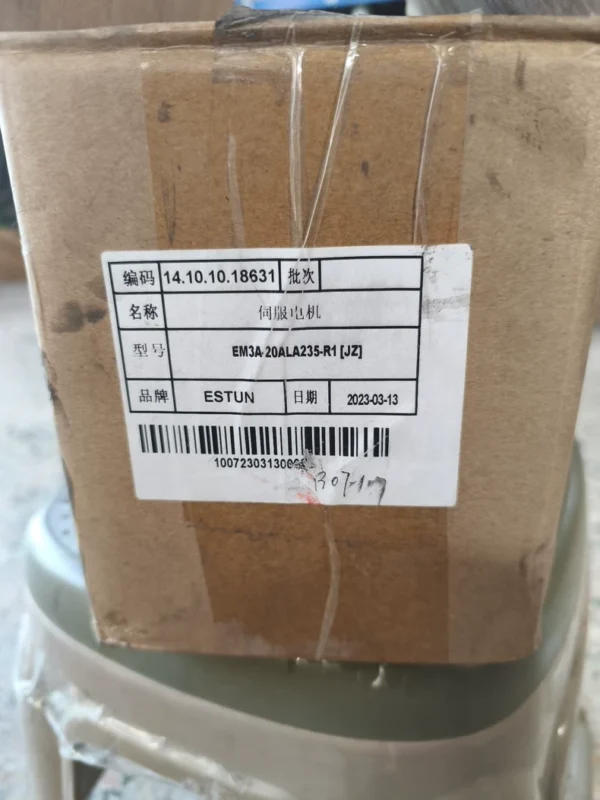 编码 14.10.10.18631 批次
名称 伺服电机
型号 EM3A-20ALA235-R1 [JZ]
品牌 ESTUN 日期 2023-03-13